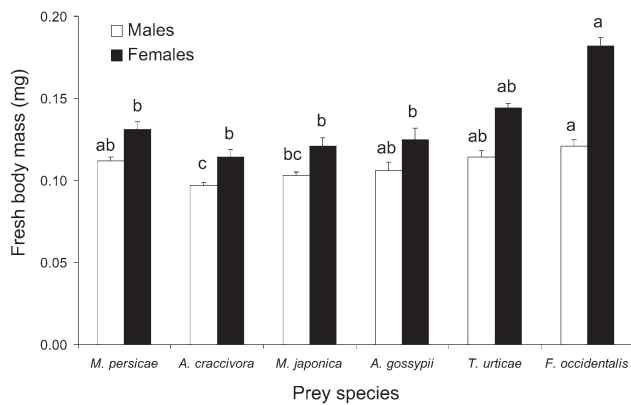 0.20
0.15
0.10
0.05
0.00
Fresh body mass (mg)
Males
Females
ab b
c b
bc b
ab b
ab ab
a a
M. persicae A. craccivora M. japonica A. gossypii T. urticae F. occidentalis
Prey species